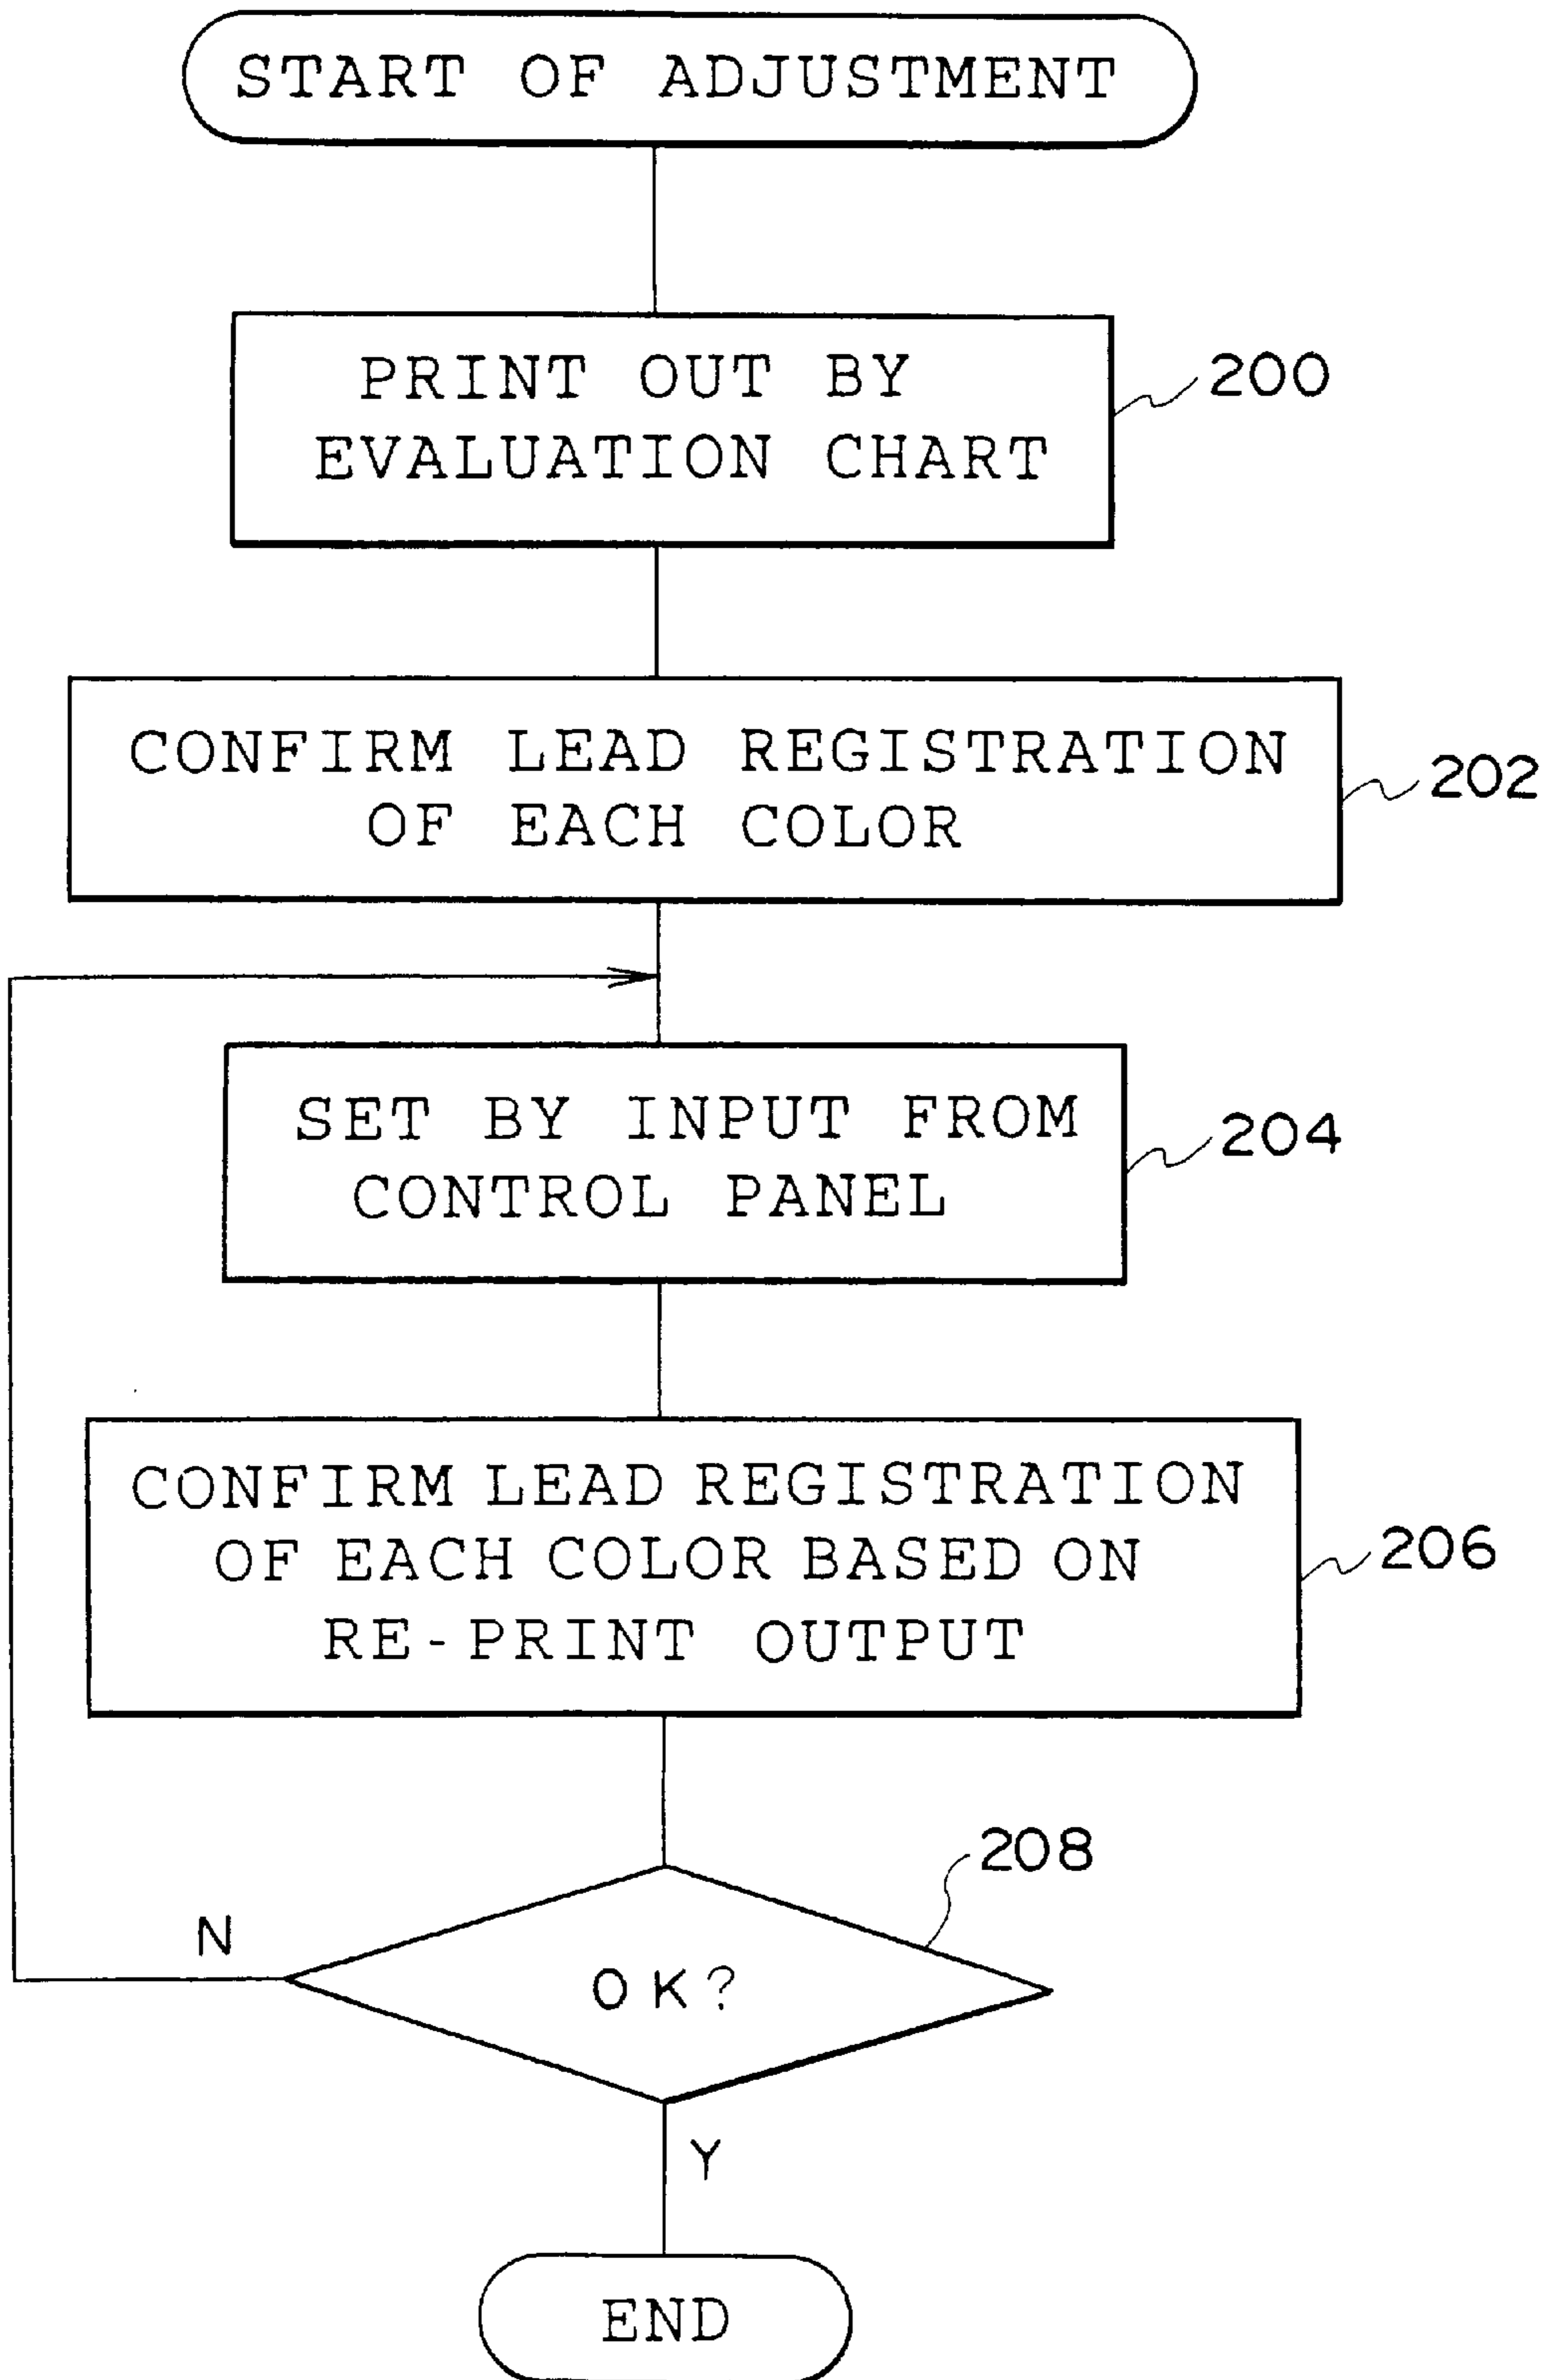 START OF ADJUSTMENT
PRINT OUT BY
EVALUATION CHART
200
CONFIRM LEAD REGISTRATION
OF EACH COLOR
202
SET BY INPUT FROM
CONTROL PANEL
204
CONFIRM LEAD REGISTRATION
OF EACH COLOR BASED ON
RE-PRINT OUTPUT
206
208
N
OK?
Y
END